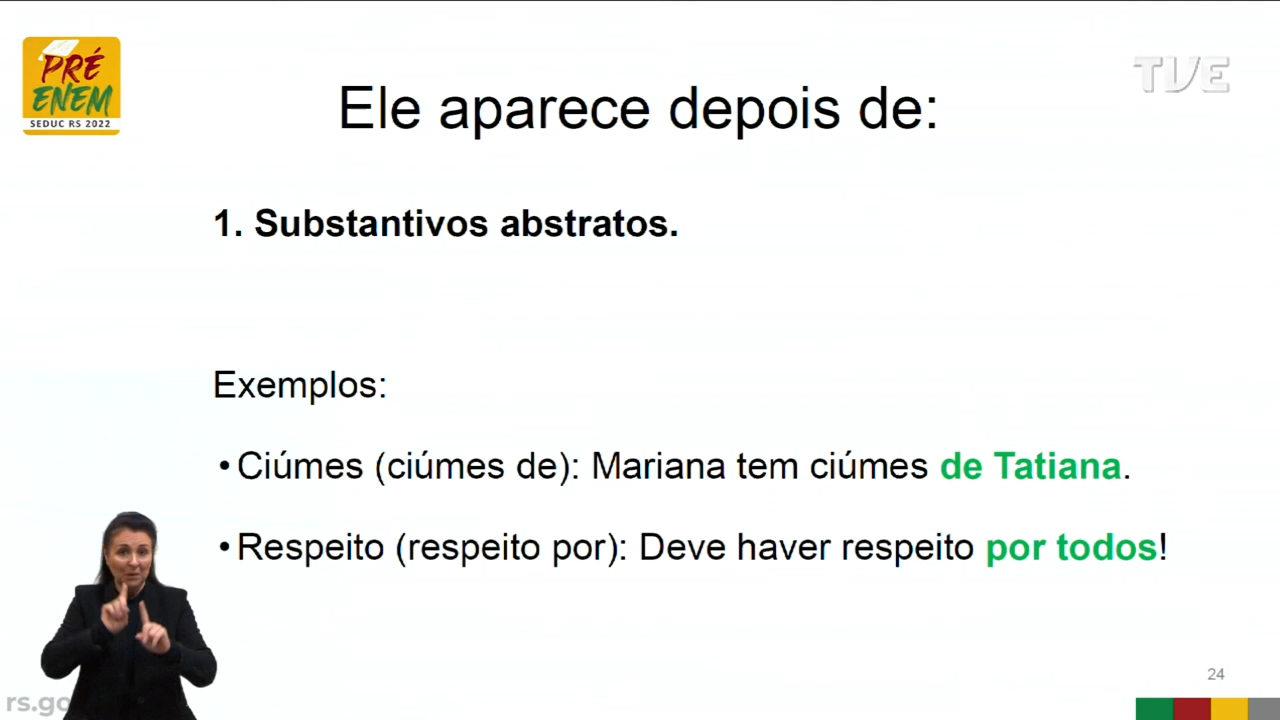 PRÉ
ENEM
SEDUC RS 2022
TVE
Ele aparece depois de:
1. Substantivos abstratos.
Exemplos:
•Ciúmes (ciúmes de): Mariana tem ciúmes de Tatiana.
•Respeito (respeito por): Deve haver respeito por todos!
24
rs.go